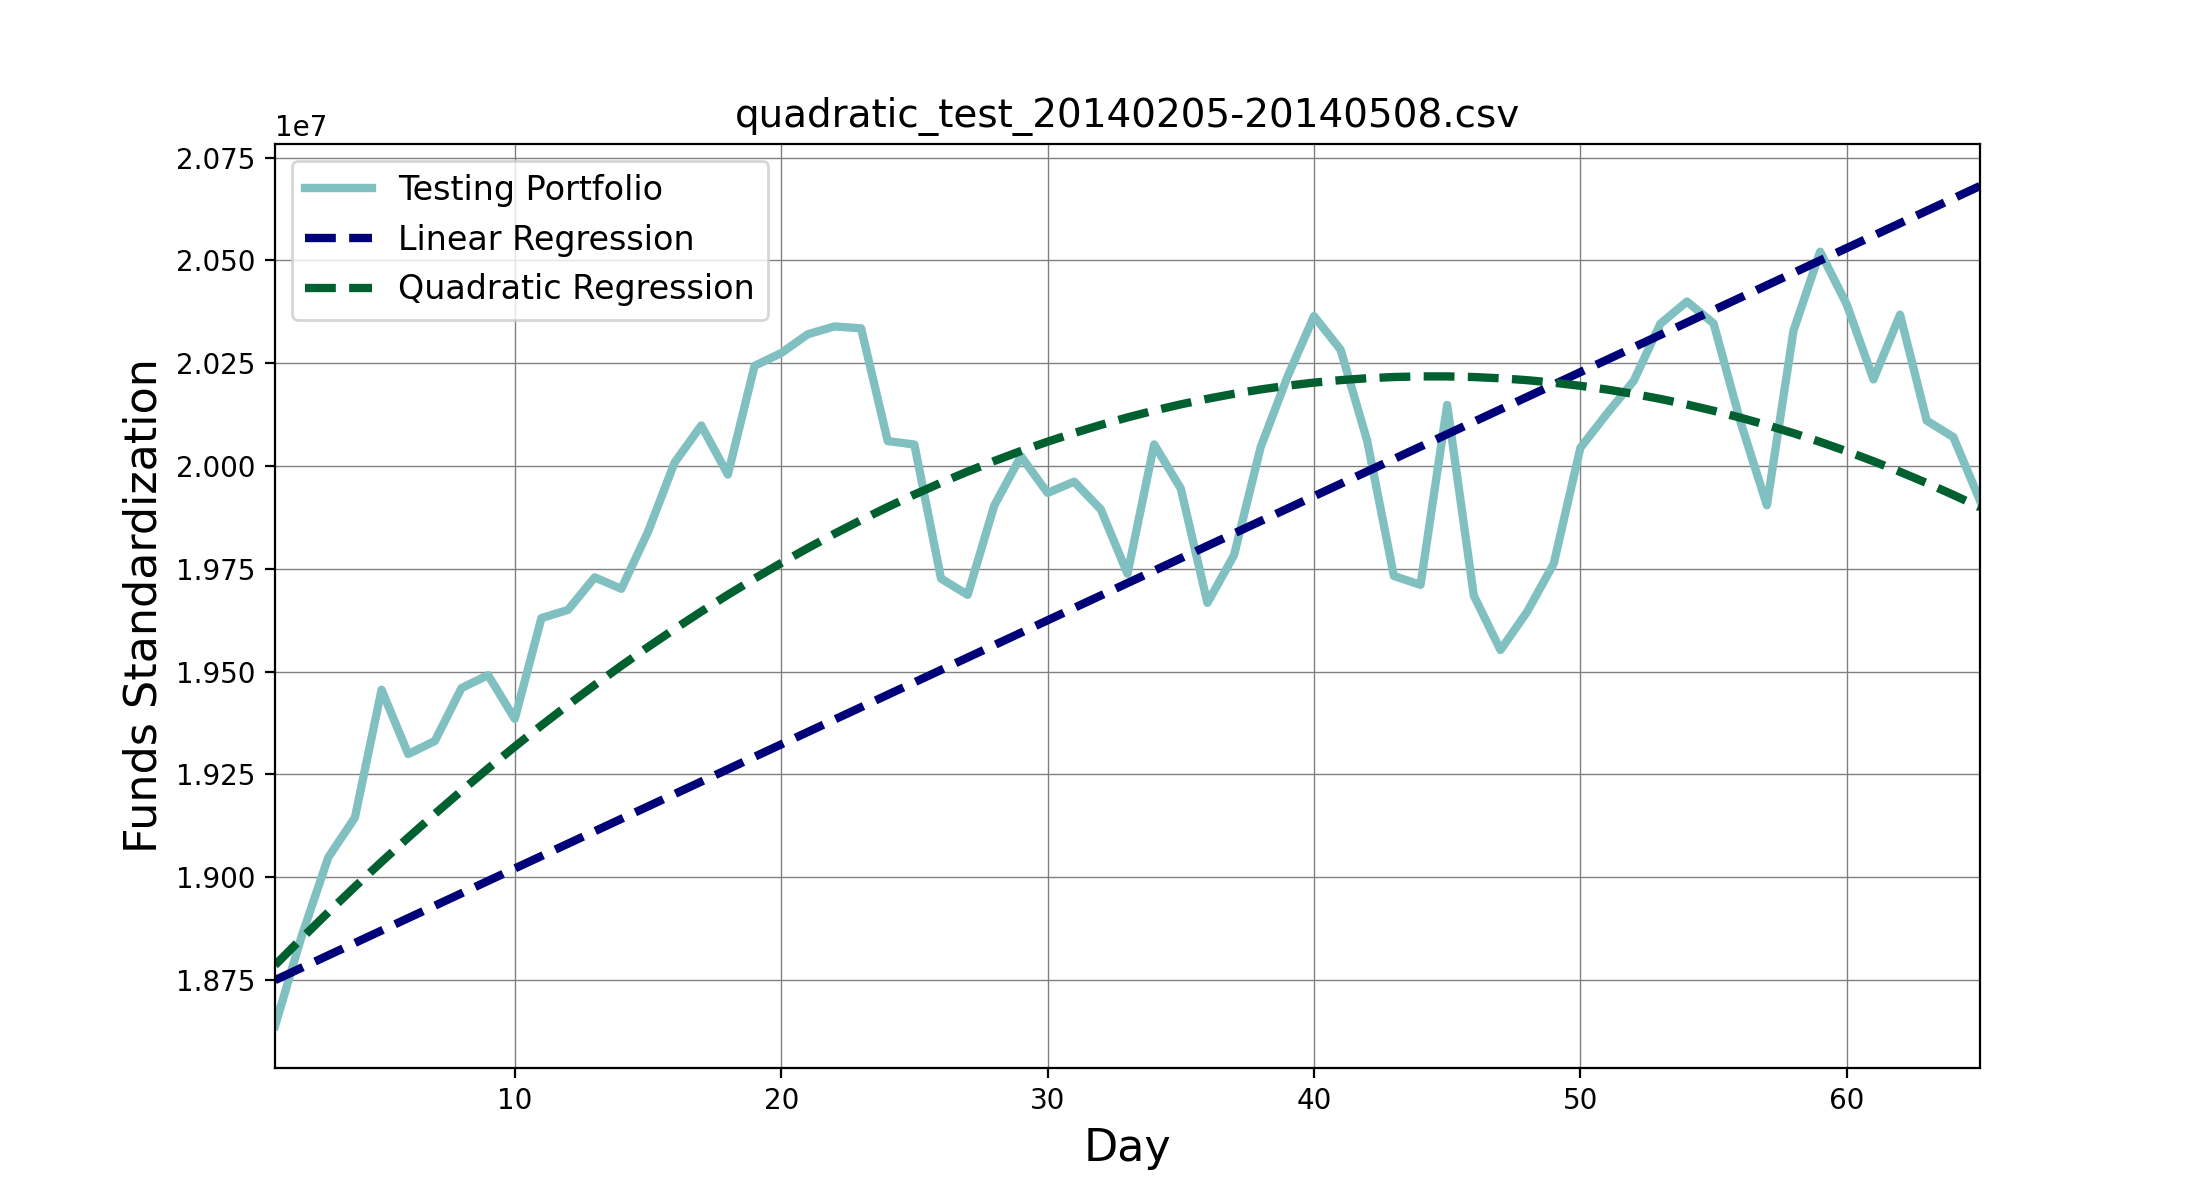 quadratic_test_20140205-20140508.csv
1e7
2.075
2.050
2.025
2.000
1.975
1.950
1.925
1.900
1.875
Funds Standardization
Testing Portfolio
Linear Regression
Quadratic Regression
10 20 30 40 50 60
Day